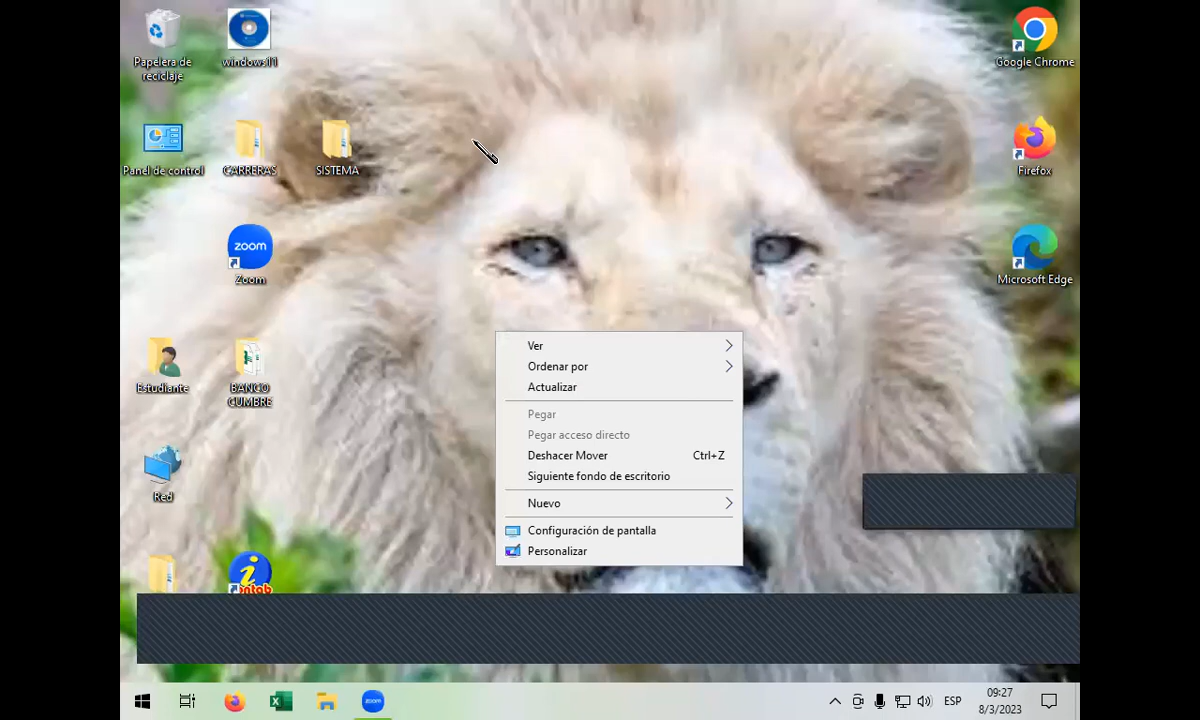 Papelera de
reciclaje
windows11
Google Chrome
Panel de control
CARRERAS
SISTEMA
Firefox
zoom
Zoom
Microsoft Edge
Estudiante
BANCO
CUMBRE
Red
Ver
Ordenar por
Actualizar
Pegar
Pegar acceso directo
Deshacer Mover Ctrl+Z
Siguiente fondo de escritorio
Nuevo
Configuración de pantalla
Personalizar
zoom
ESP
09:27
8/3/2023